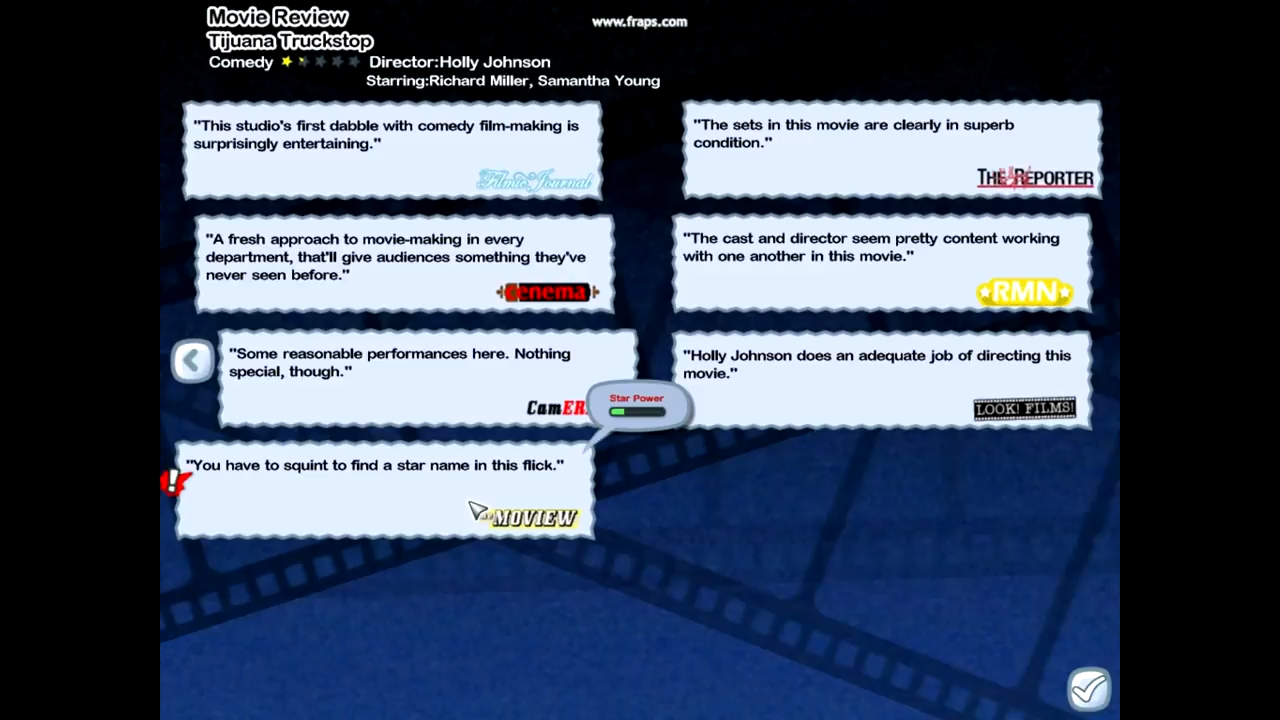 www.fraps.com
Movie Review
Tijuana Truckstop
Comedy
Director:Holly Johnson
Starring:Richard Miller, Samantha Young
"This studio's first dabble with comedy film-making is
surprisingly entertaining."
Filmic Journal
"The sets in this movie are clearly in superb
condition."
THE REPORTER
"A fresh approach to movie-making in every
department, that'll give audiences something they've
never seen before."
cenema
"The cast and director seem pretty content working
with one another in this movie."
RMN
"Some reasonable performances here. Nothing
special, though."
CamER
"Holly Johnson does an adequate job of directing this
movie."
LOOK! FILMS!
Star Power
"You have to squint to find a star name in this flick."
MOVIEW